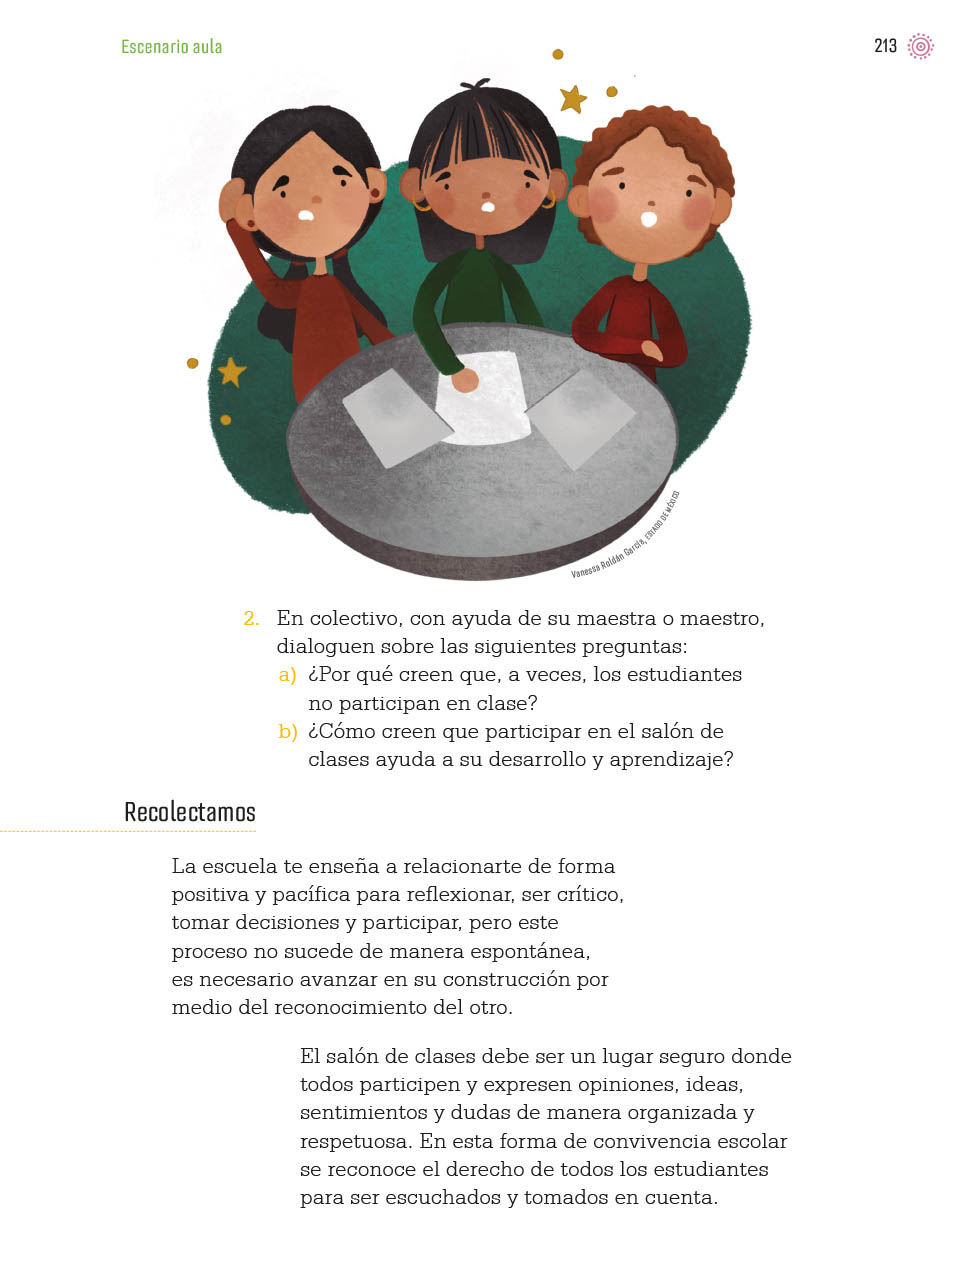 Escenario aula
213
Vanessa Roldán García, ESTADO DE MÉXICO
2. En colectivo, con ayuda de su maestra o maestro,
dialoguen sobre las siguientes preguntas:
a) ¿Por qué creen que, a veces, los estudiantes
no participan en clase?
b) ¿Cómo creen que participar en el salón de
clases ayuda a su desarrollo y aprendizaje?
Recolectamos
La escuela te enseña a relacionarte de forma
positiva y pacífica para reflexionar, ser crítico,
tomar decisiones y participar, pero este
proceso no sucede de manera espontánea,
es necesario avanzar en su construcción por
medio del reconocimiento del otro.
El salón de clases debe ser un lugar seguro donde
todos participen y expresen opiniones, ideas,
sentimientos y dudas de manera organizada y
respetuosa. En esta forma de convivencia escolar
se reconoce el derecho de todos los estudiantes
para ser escuchados y tomados en cuenta.